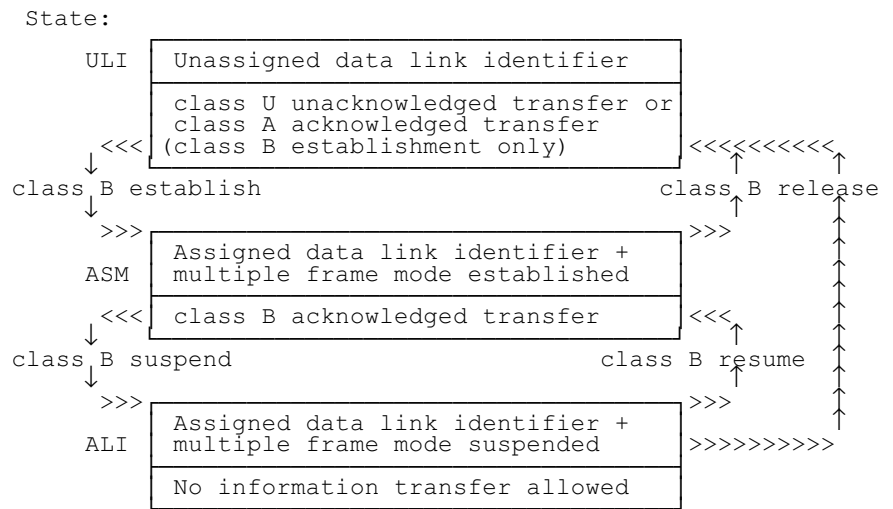 State:
ULI Unassigned data link identifier
class U unacknowledged transfer or
class A acknowledged transfer
<<< (class B establishment only) <<<<<<<<<<
↓ ↑ ↑
class B establish class B release
↓ ↑ ↑
>>> >>> ↑
Assigned data link identifier + ↑
ASM multiple frame mode established ↑
<<< class B acknowledged transfer <<< ↑
↓ ↑ ↑
class B suspend class B resume ↑
↓ ↑ ↑
>>> >>> ↑
Assigned data link identifier + ↑
ALI multiple frame mode suspended >>>>>>>>>>
No information transfer allowed